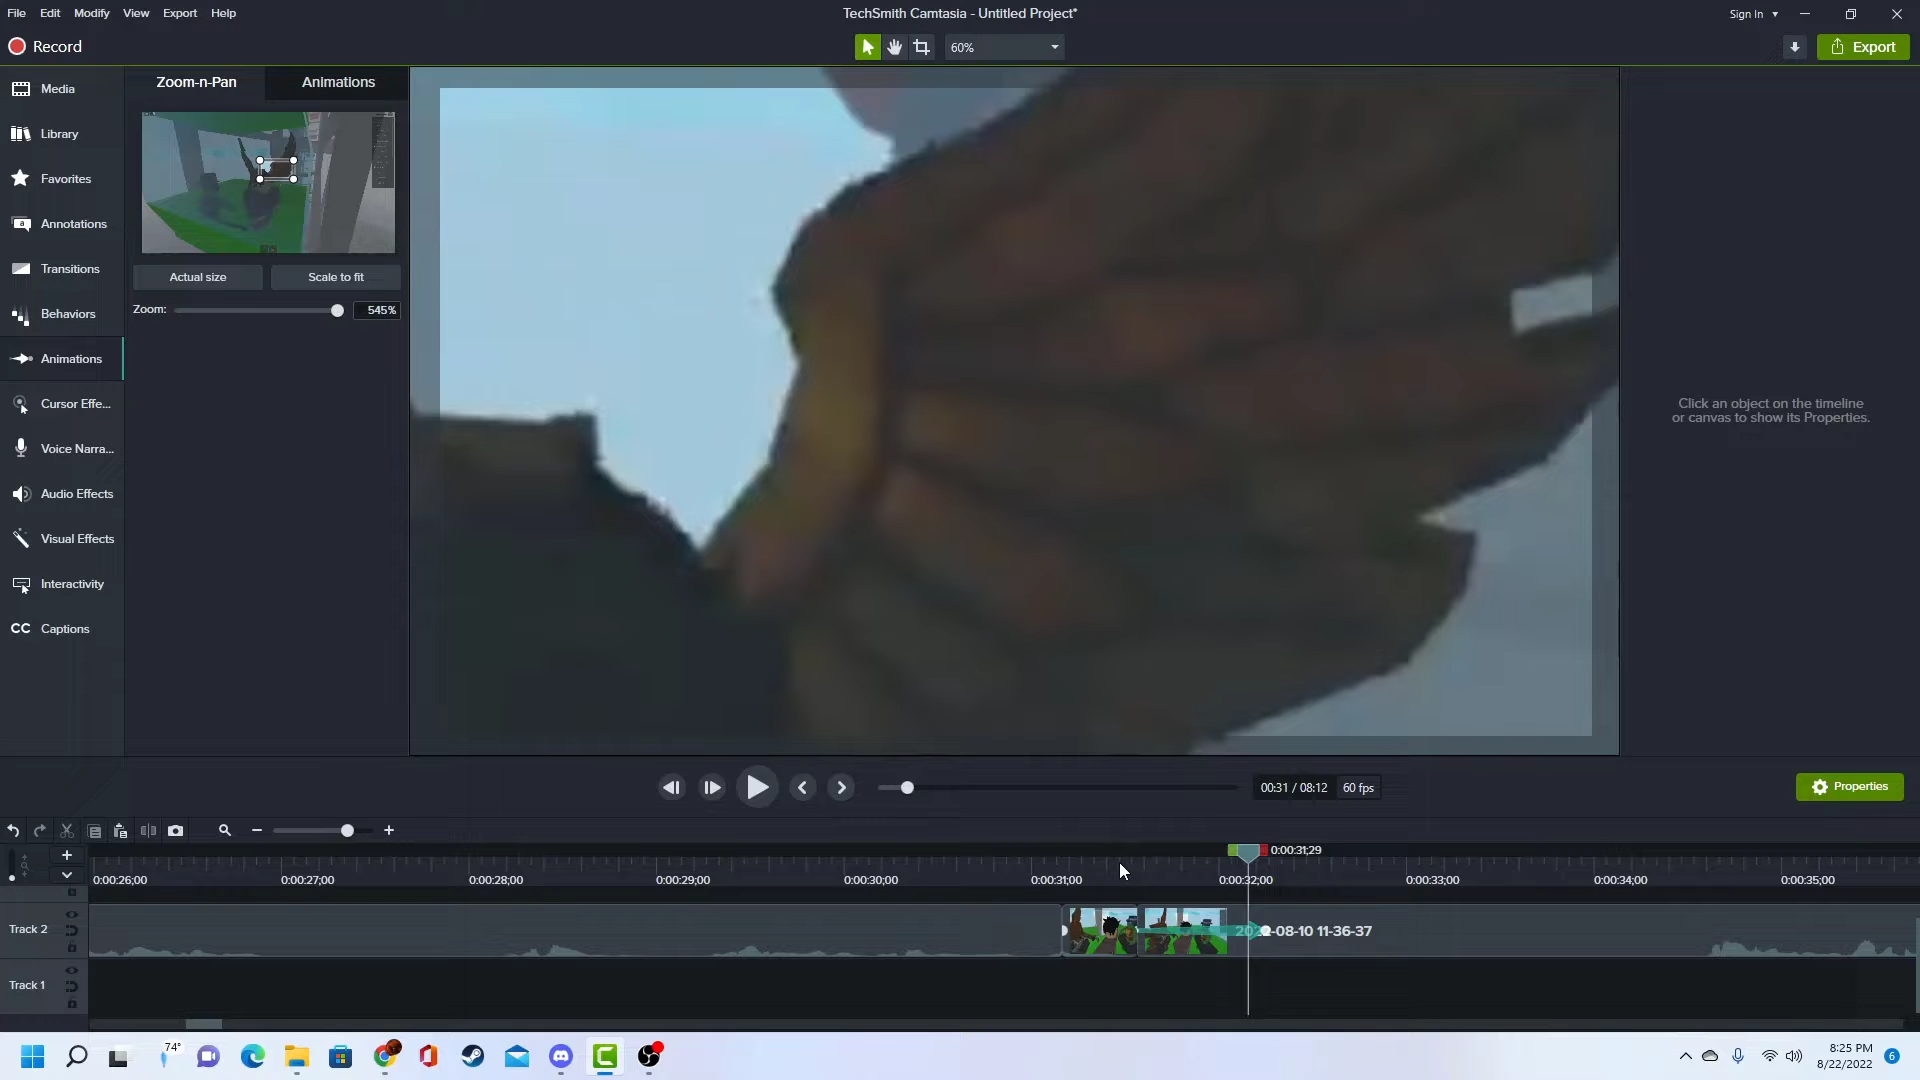 File Edit Modify View Export Help
TechSmith Camtasia - Untitled Project*
Sign In
Record
60%
Export
Media
Library
Favorites
Annotations
Transitions
Behaviors
Animations
Cursor Effe...
Voice Narra...
Audio Effects
Visual Effects
Interactivity
CC Captions
Zoom-n-Pan
Animations
Actual size
Scale to fit
Zoom:
545%
Click an object on the timeline
or canvas to show its Properties.
00:31 / 08:12
60 fps
Properties
0:00:31;29
0:00:26;00 0:00:27;00 0:00:28;00 0:00:29;00 0:00:30;00 0:00:31;00 0:00:32;00 0:00:33;00 0:00:34;00 0:00:35;00
Track 2
2022-08-10 11-36-37
Track 1
74°
8:25 PM
8/22/2022
6